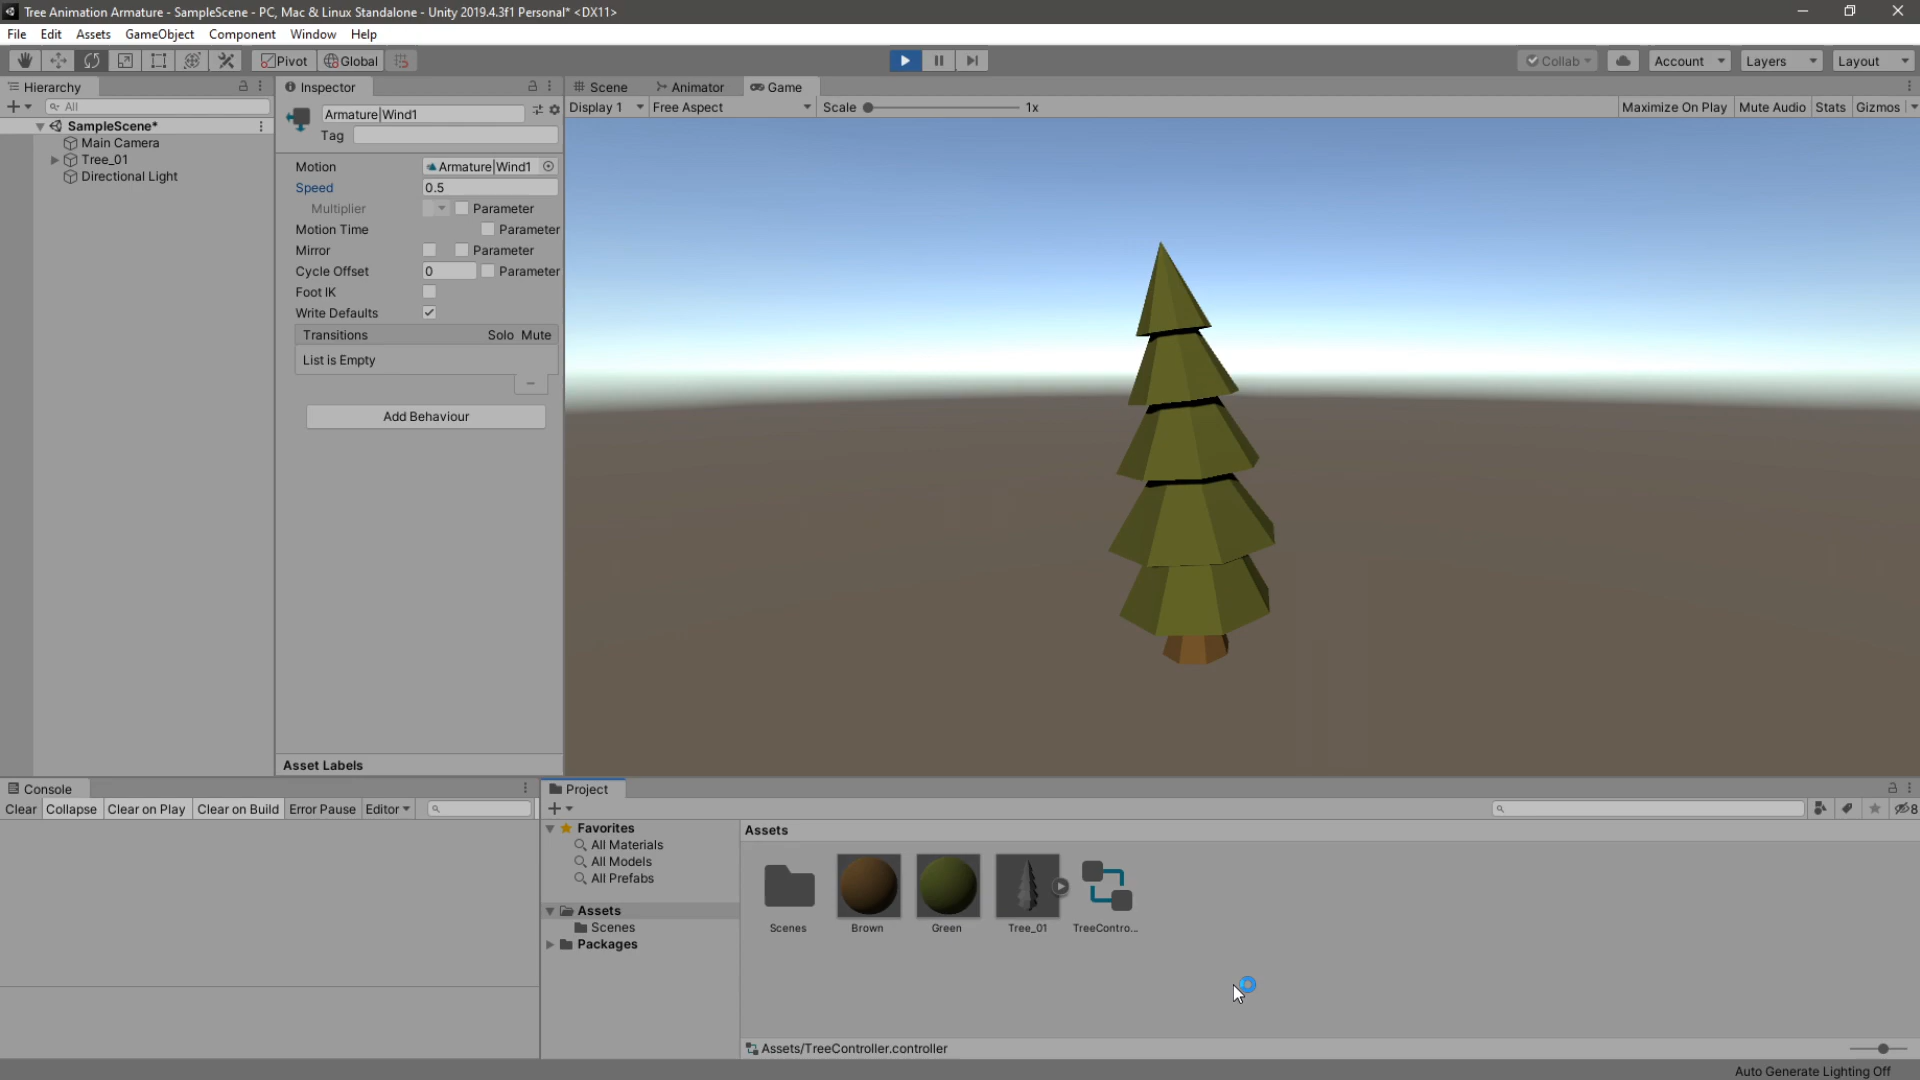 Tree Animation Armature - SampleScene - PC, Mac & Linux Standalone - Unity 2019.4.3f1 Personal* <DX11>
File Edit Assets GameObject Component Window Help
Pivot Global Collab Account Layers Layout
Hierarchy Inspector Scene Animator Game
All Armature|Wind1 Display 1 Free Aspect Scale 1x Maximize On Play Mute Audio Stats Gizmos
SampleScene* Tag
Main Camera
Tree_01 Motion Armature|Wind1
Directional Light Speed 0.5
Multiplier Parameter
Motion Time Parameter
Mirror Parameter
Cycle Offset 0 Parameter
Foot IK
Write Defaults
Transitions Solo Mute
List is Empty
Add Behaviour
Asset Labels
Console Project
Clear Collapse Clear on Play Clear on Build Error Pause Editor 8
Favorites Assets
All Materials
All Models
All Prefabs
Assets
Scenes Scenes Brown Green Tree_01 TreeContro...
Packages
Assets/TreeController.controller
Auto Generate Lighting Off